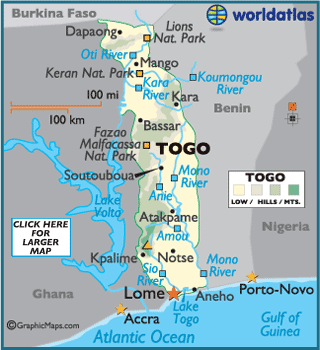 Burkina Faso
worldatlas
Dapaong
Lions
Nat. Park
Oti River
Mango
Keran Nat. Park
Koumongou
River
Kara
River
Kara
100 mi
100 km
Benin
Bassar
Fazao
Malfacassa
Nat. Park
TOGO
Soutouboua
Mono
River
Anie
TOGO
LOW / HILLS / MTS.
Lake
Volta
Atakpame
CLICK HERE
FOR
LARGER
MAP
Amou
Nigeria
Kpalime
Notse
Sio
River
Mono
River
Ghana
Lome
Aneho
Porto-Novo
Lake
Togo
Accra
Gulf of
Guinea
©GraphicMaps.com
Atlantic Ocean